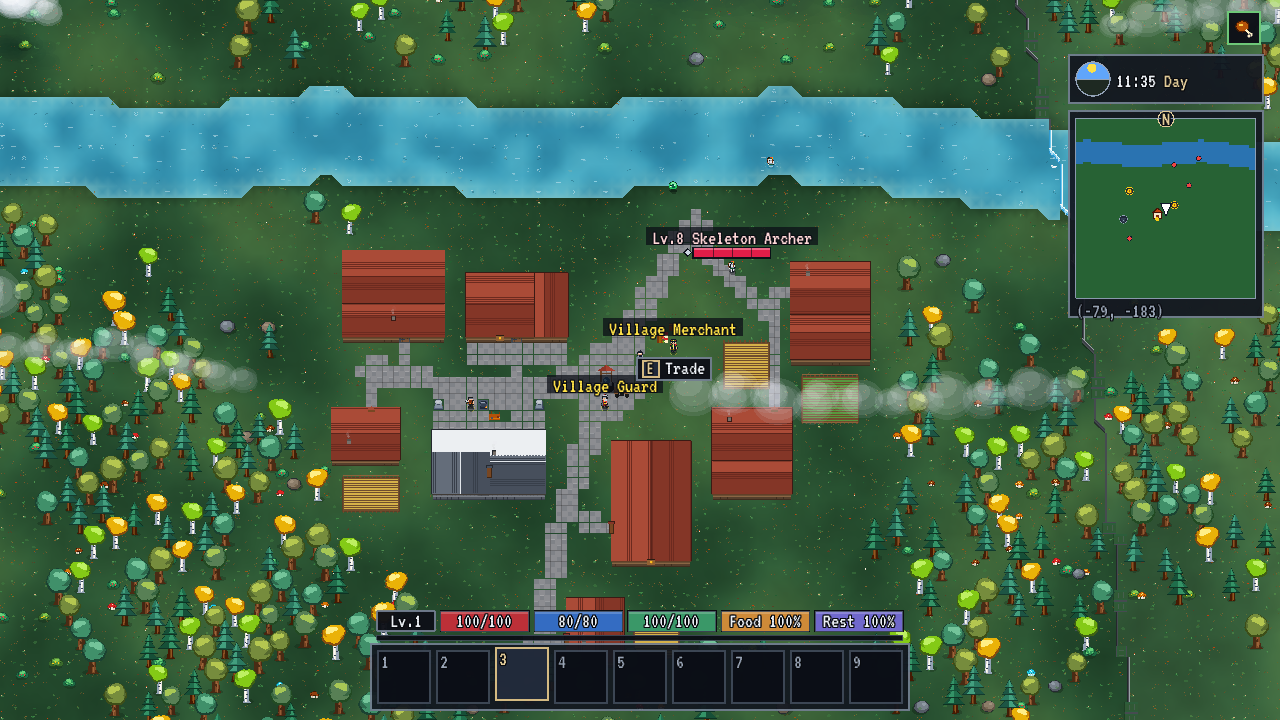 11:35 Day
N
(-79, -183)
Lv.8 Skeleton Archer
Village Merchant
E Trade
Village Guard
Lv.1 100/100 80/80 100/100 Food 100% Rest 100%
1 2 3 4 5 6 7 8 9